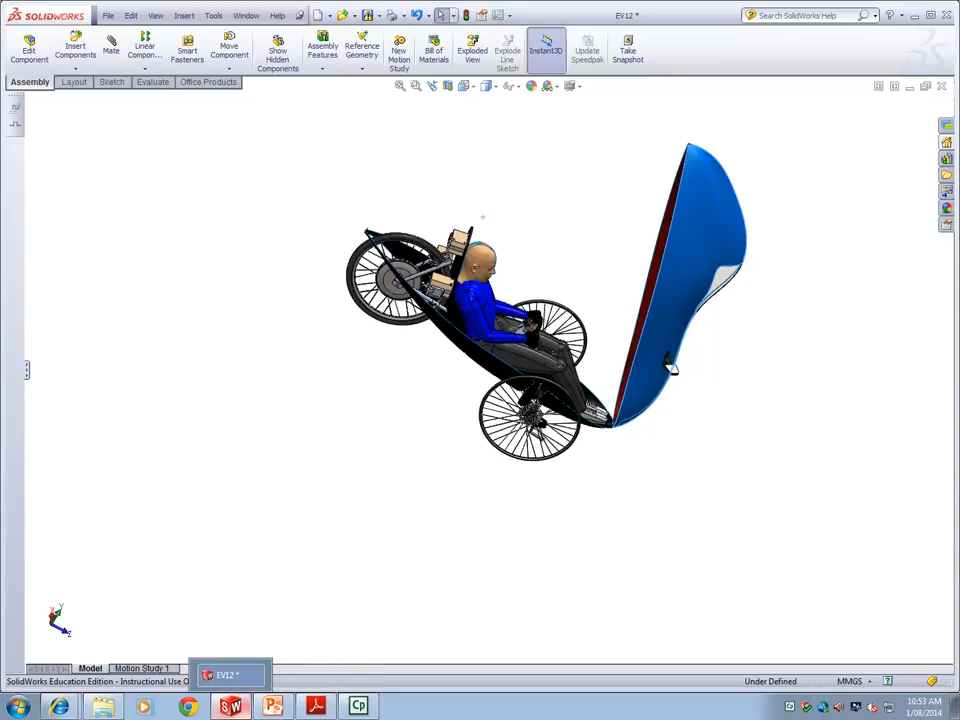 SOLIDWORKS File Edit View Insert Tools Window Help EV12 * Search SolidWorks Help
Edit Component
Insert Components
Mate
Linear Compon...
Smart Fasteners
Move Component
Show Hidden Components
Assembly Features
Reference Geometry
New Motion Study
Bill of Materials
Exploded View
Explode Line Sketch
Instant3D
Update Speedpak
Take Snapshot
Assembly Layout Sketch Evaluate Office Products
Y
X
Z
Model Motion Study 1
EV12 *
SolidWorks Education Edition - Instructional Use O
Under Defined MMGS
10:53 AM
1/08/2014